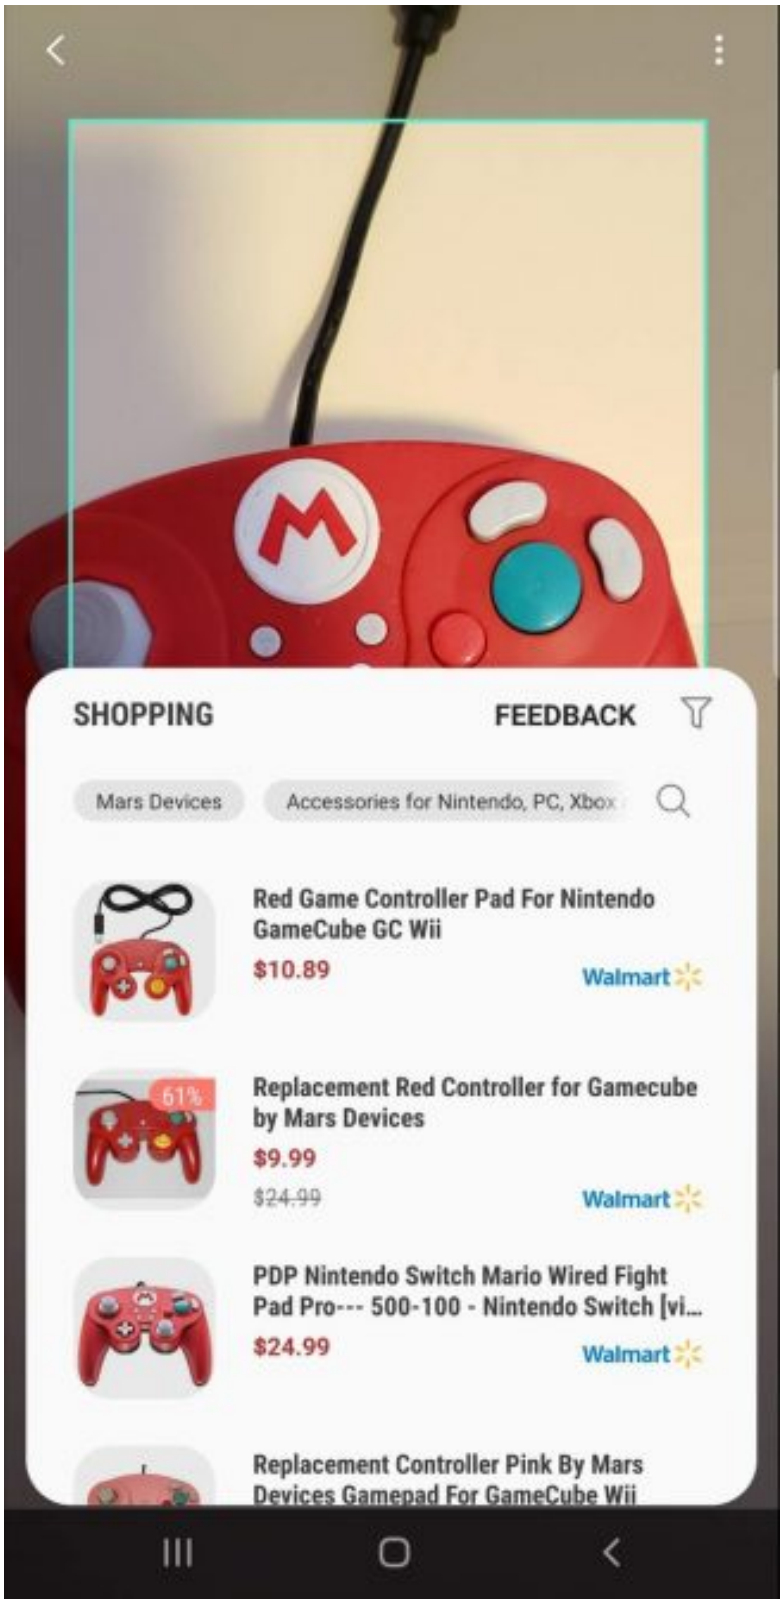 M
SHOPPING
FEEDBACK
Mars Devices
Accessories for Nintendo, PC, Xbox
Red Game Controller Pad For Nintendo
GameCube GC Wii
$10.89
Walmart
61%
Replacement Red Controller for Gamecube
by Mars Devices
$9.99
$24.99
Walmart
PDP Nintendo Switch Mario Wired Fight
Pad Pro--- 500-100 - Nintendo Switch [vi...
$24.99
Walmart
Replacement Controller Pink By Mars
Devices Gamepad For GameCube Wii